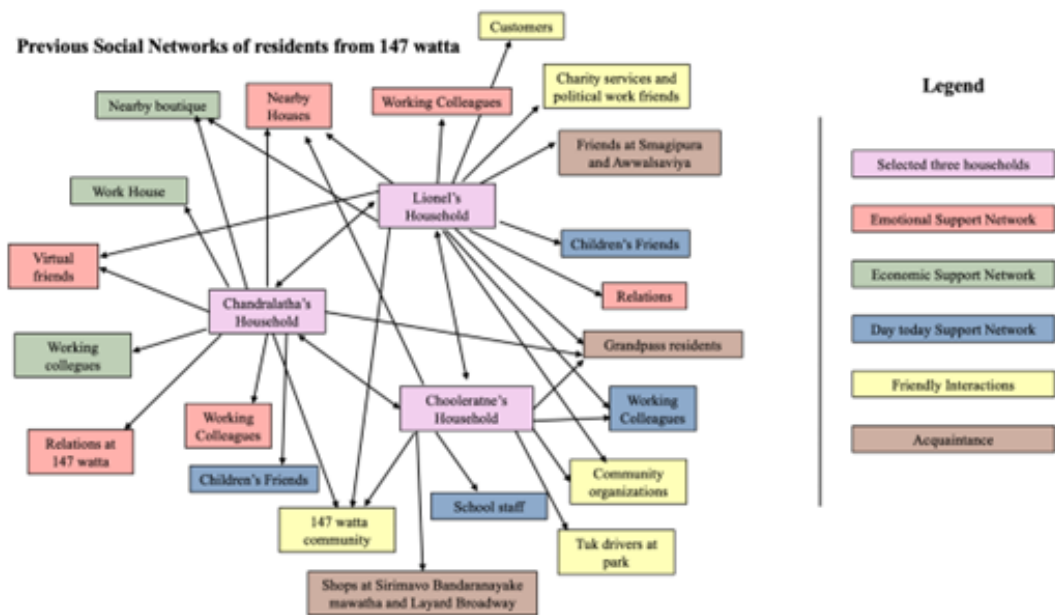 Previous Social Networks of residents from 147 watta
Customers
Charity services and
political work friends
Legend
Nearby boutique
Nearby
Houses
Working Colleagues
Friends at Smagipura
and Awwalsaviya
Selected three households
Work House
Lionel's
Household
Emotional Support Network
Virtual
friends
Children's Friends
Economic Support Network
Chandralatha's
Household
Relations
Day today Support Network
Working
collegues
Grandpass residents
Friendly Interactions
Chooleratne's
Household
Working
Colleagues
Working
Colleagues
Acquaintance
Relations at
147 watta
Children's Friends
Community
organizations
School staff
147 watta
community
Tuk drivers at
park
Shops at Sirimavo Bandaranayake
mawatha and Layard Broadway